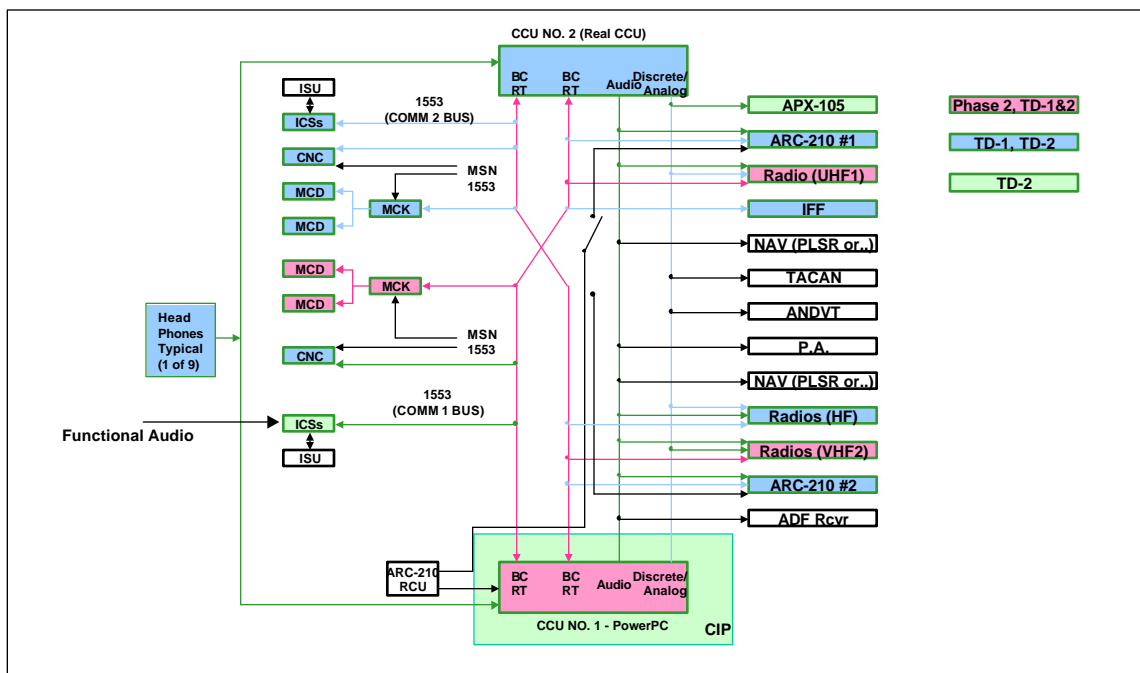 CCU NO. 2 (Real CCU)
BC
RT
BC
RT
Audio
Discrete/
Analog
ISU
ICSs
1553
(COMM 2 BUS)
CNC
MSN
1553
MCD
MCK
MCD
MCD
MCK
MCD
MSN
1553
CNC
1553
(COMM 1 BUS)
ICSs
ISU
Head
Phones
Typical
(1 of 9)
Functional Audio
APX-105
ARC-210 #1
Radio (UHF1)
IFF
NAV (PLSR or..)
TACAN
ANDVT
P.A.
NAV (PLSR or..)
Radios (HF)
Radios (VHF2)
ARC-210 #2
ADF Rcvr
Phase 2, TD-1&2
TD-1, TD-2
TD-2
ARC-210
RCU
BC
RT
BC
RT
Audio
Discrete/
Analog
CCU NO. 1 - PowerPC
CIP